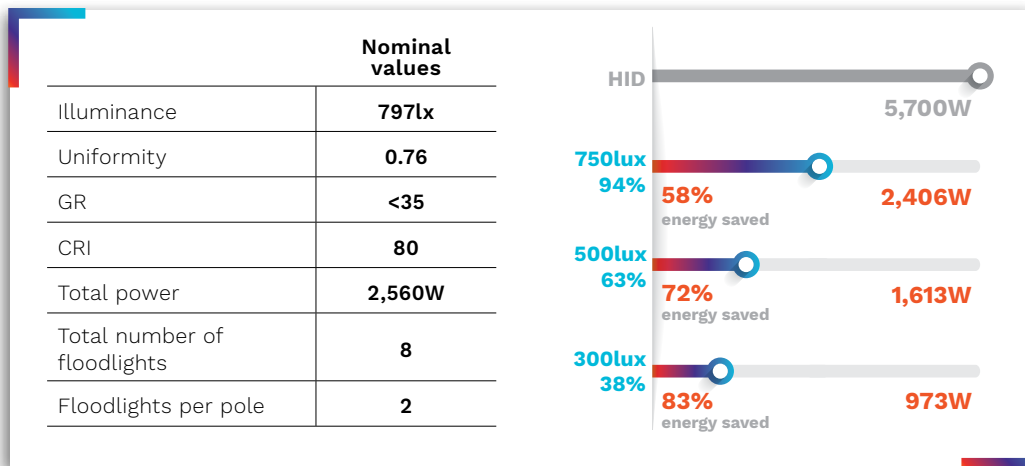 Nominal
values
Illuminance 797lx
Uniformity 0.76
GR <35
CRI 80
Total power 2,560W
Total number of
floodlights 8
Floodlights per pole 2
HID
5,700W
750lux
94%
58%
energy saved
2,406W
500lux
63%
72%
energy saved
1,613W
300lux
38%
83%
energy saved
973W